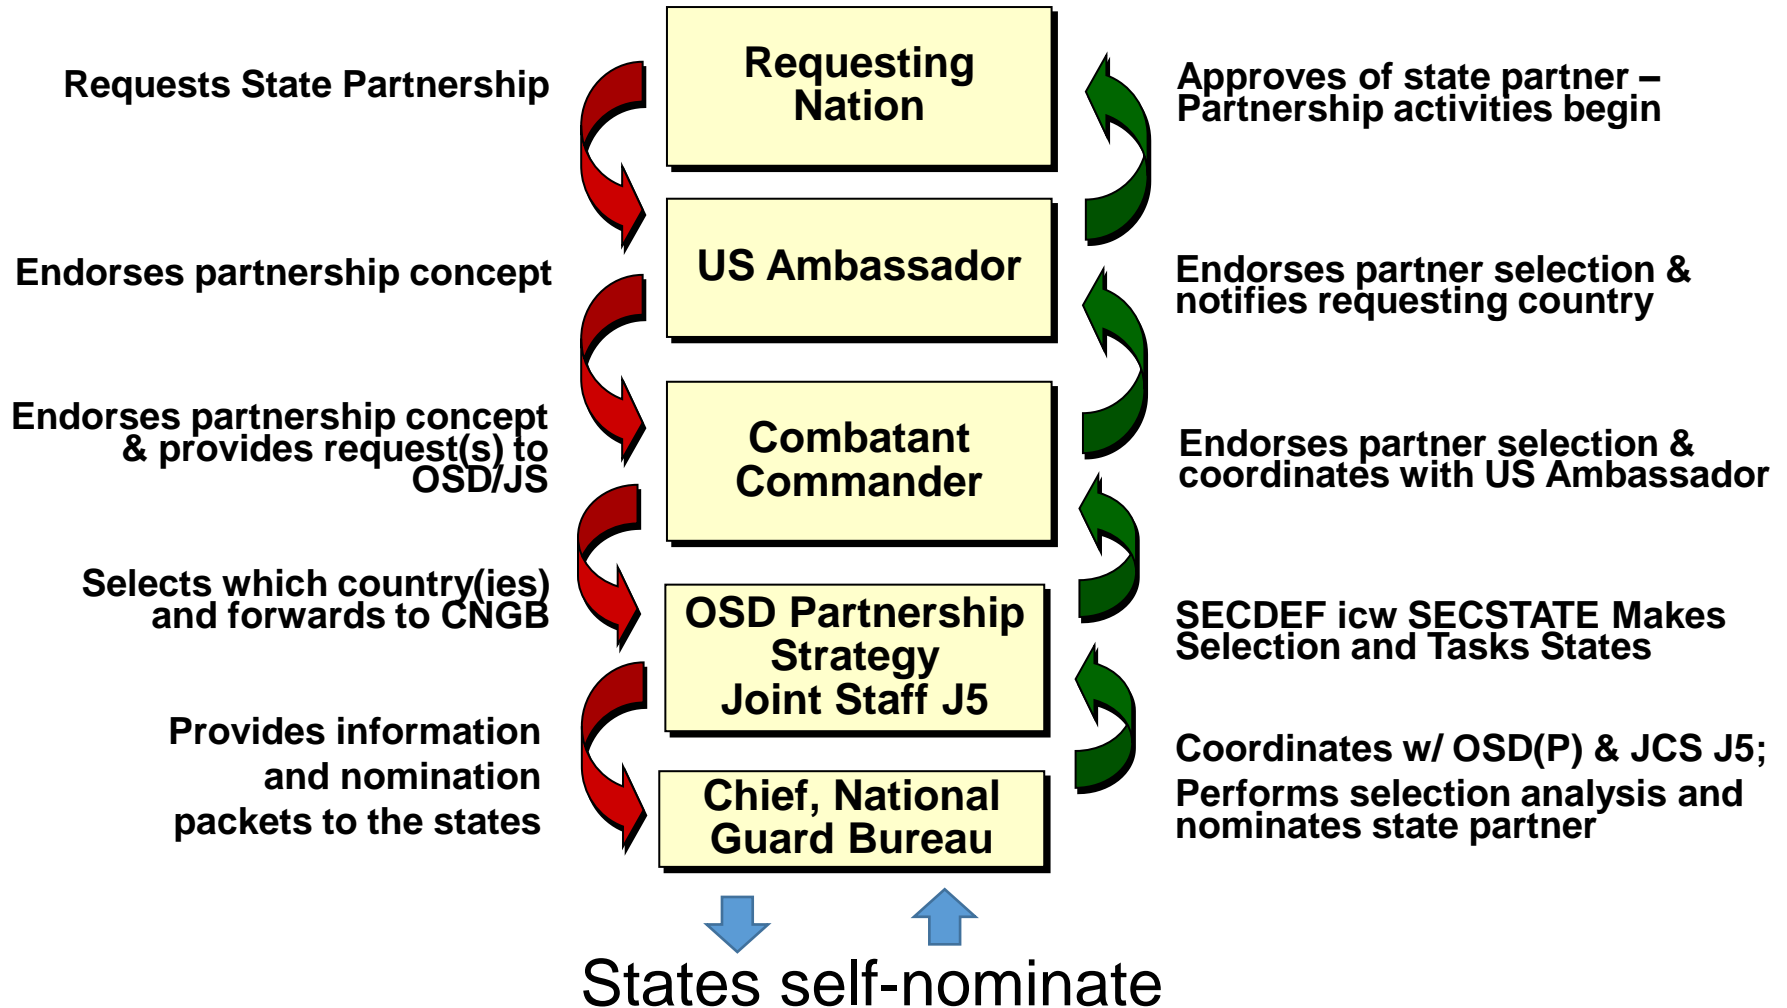 Requesting
Nation
Requests State Partnership
Approves of state partner –
Partnership activities begin
US Ambassador
Endorses partnership concept
Endorses partner selection &
notifies requesting country
Combatant
Commander
Endorses partnership concept
& provides request(s) to
OSD/JS
Endorses partner selection &
coordinates with US Ambassador
Selects which country(ies)
and forwards to CNGB
OSD Partnership
Strategy
Joint Staff J5
SECDEF icw SECSTATE Makes
Selection and Tasks States
Provides information
and nomination
packets to the states
Chief, National
Guard Bureau
Coordinates w/ OSD(P) & JCS J5;
Performs selection analysis and
nominates state partner
States self-nominate